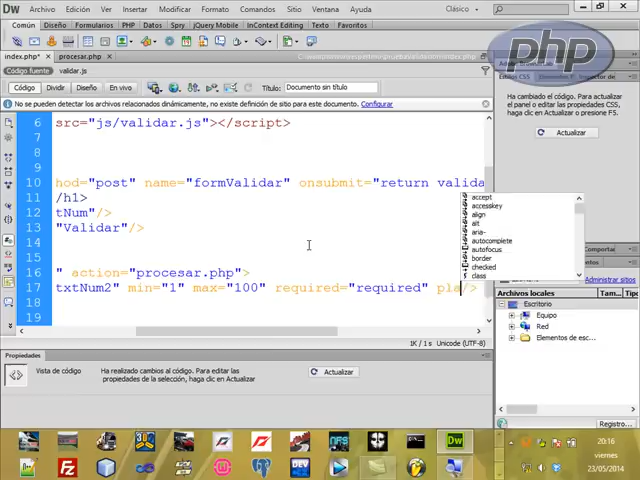 Dw Archivo Edición Ver Insertar Modificar Formato Comandos Sitio Ventana Ayuda Clásico
Común Diseño Formularios PHP Datos Spry jQuery Mobile InContext Editing Texto Favoritos
php
index.php* procesar.php
Código fuente validar.js
Código Dividir Diseño En vivo Título: Documento sin título
No se pueden detectar los archivos relacionados dinámicamente, no existe definición de sitio para este documento. Configurar
Ha cambiado el código. Para actualizar el panel o editar las propiedades CSS, haga clic en Actualizar o presione F5.
Actualizar
6 src="js/validar.js"></script>
7
8
9
10 hod="post" name="formValidar" onsubmit="return valida
11 /h1>
12 tNum"/>
13 "Validar"/>
14
15
16 " action="procesar.php">
17 txtNum2" min="1" max="100" required="required" pla/>
18
19
accept
accesskey
align
alt
aria-
autocomplete
autofocus
border
checked
class
Administrar sitios
Archivos locales Tam... T
Escritorio
Equipo
Red
Elementos de esc...
1K / 1 s Unicode (UTF-8)
Propiedades
Vista de código
Ha realizado cambios al código. Para editar las propiedades de la selección, haga clic en Actualizar.
Actualizar
Registro...
20:16
viernes
23/05/2014